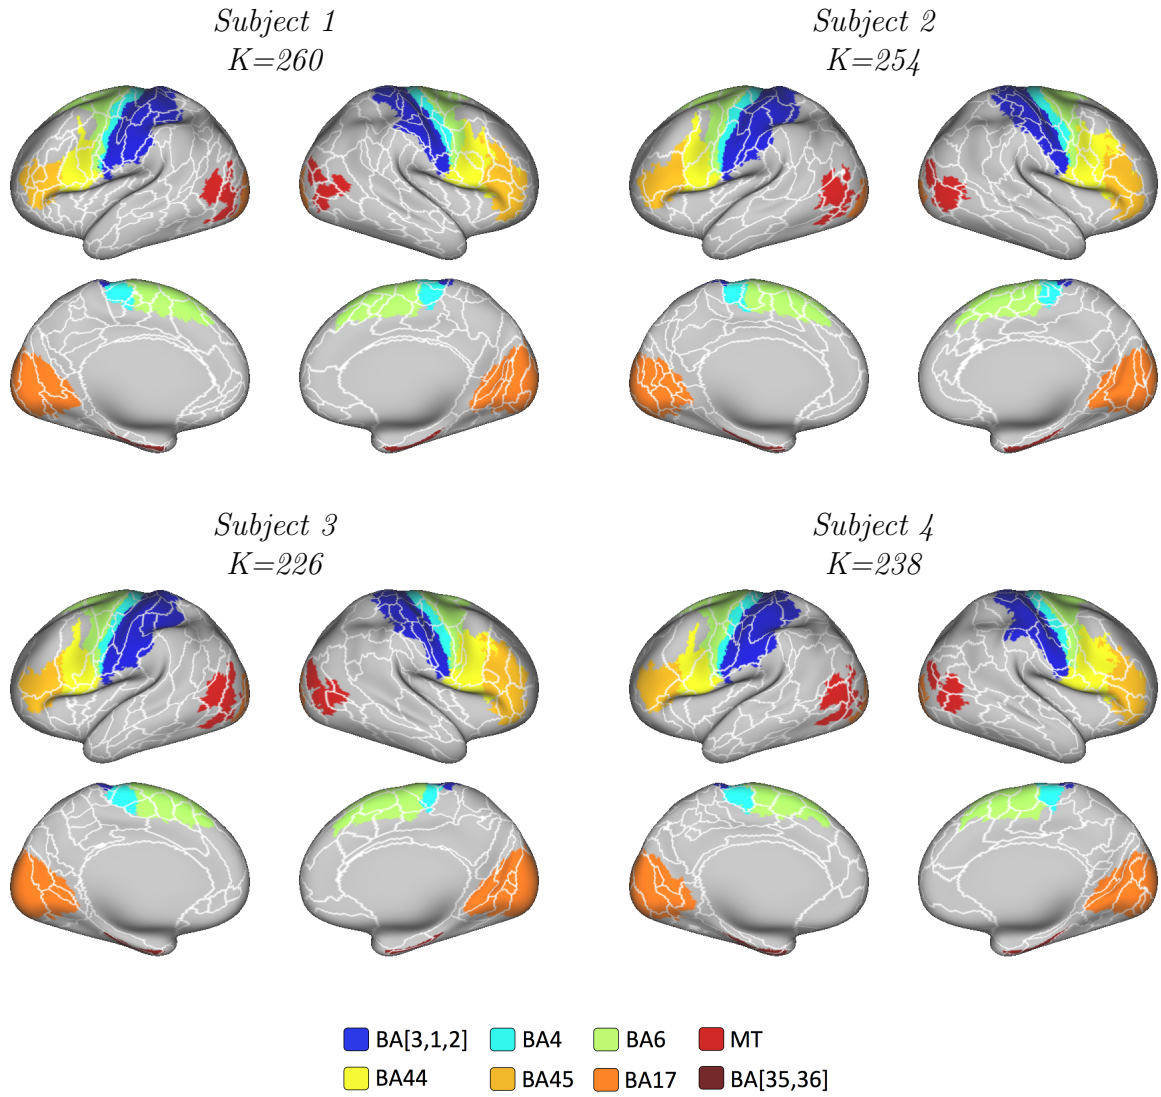 Subject 1
K=260
Subject 2
K=254
Subject 3
K=226
Subject 4
K=238
BA[3,1,2]
BA4
BA6
MT
BA44
BA45
BA17
BA[35,36]